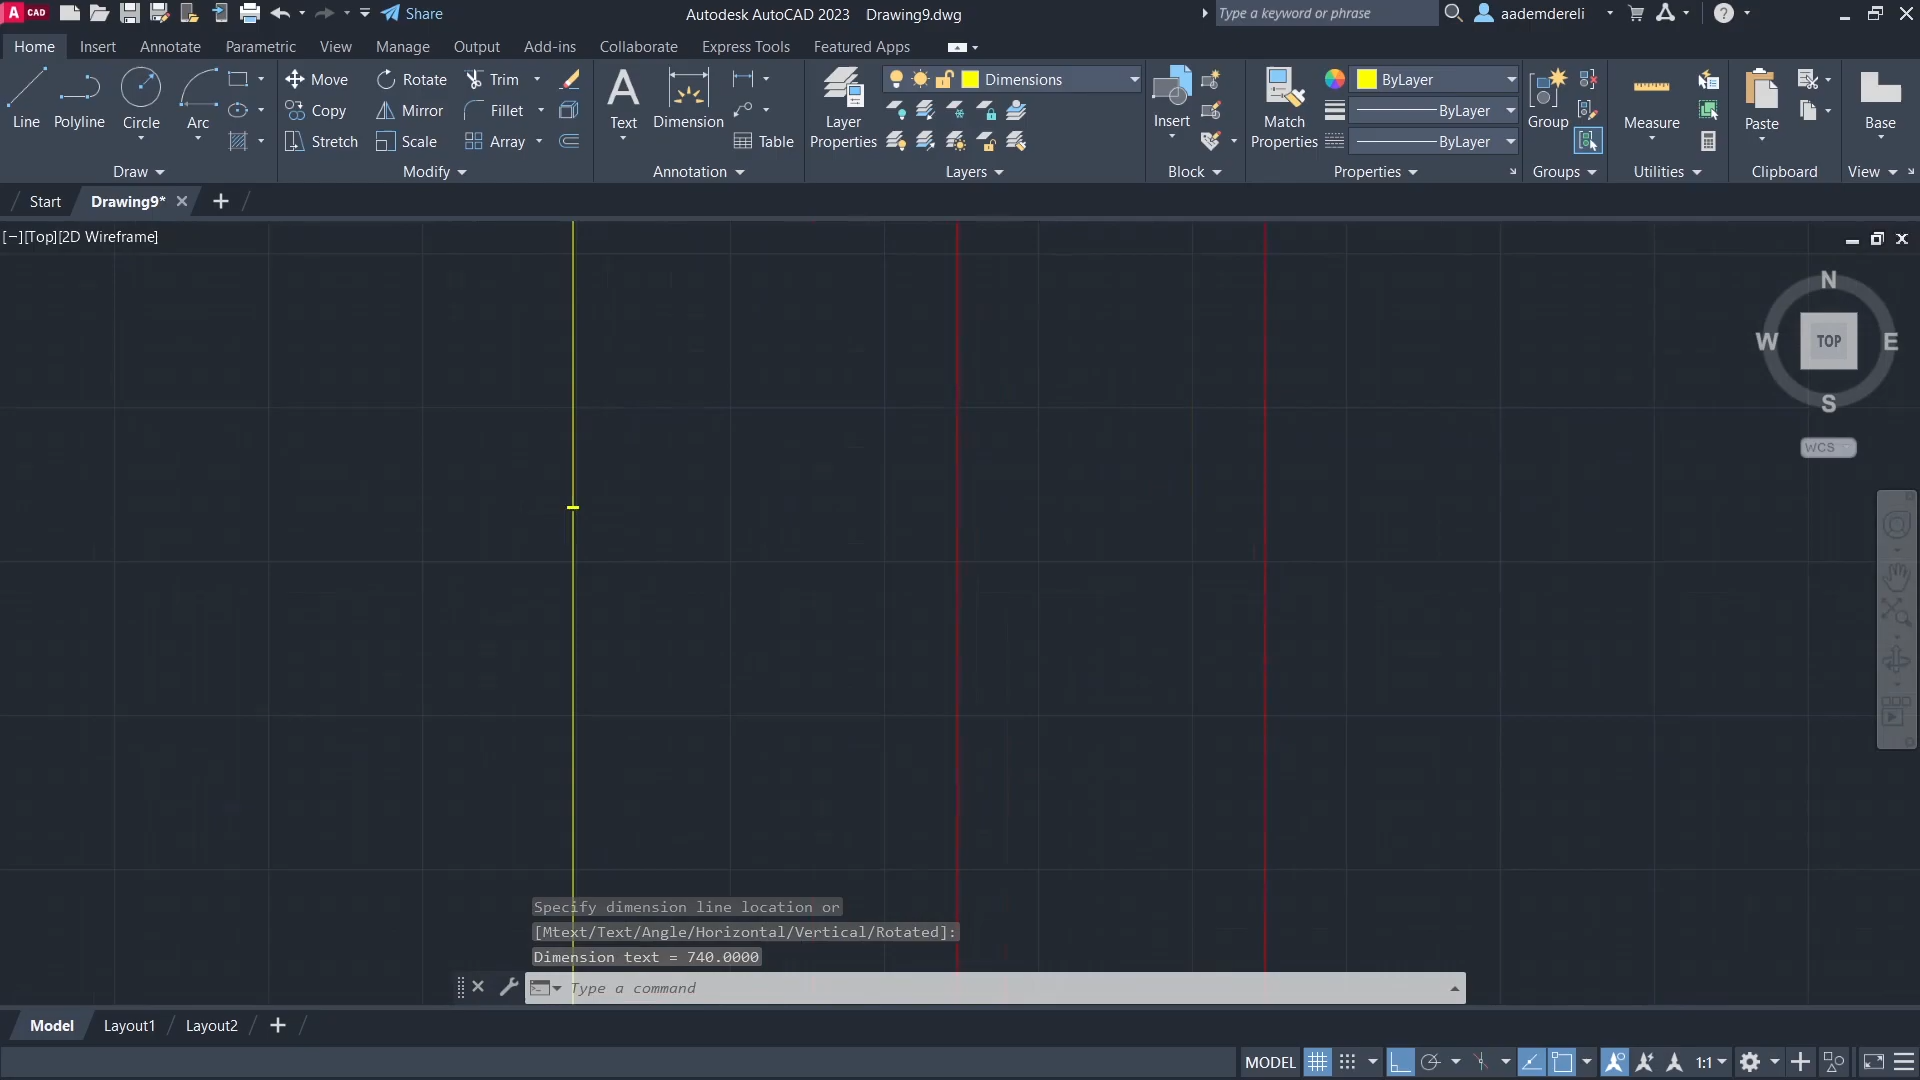 A CAD Share Autodesk AutoCAD 2023 Drawing9.dwg Type a keyword or phrase aademdereli ?
Home Insert Annotate Parametric View Manage Output Add-ins Collaborate Express Tools Featured Apps
Line Polyline Circle Arc
Move Rotate Trim
Copy Mirror Fillet
Stretch Scale Array
A Text Dimension Table
Layer Properties Dimensions
Insert
Match Properties ByLayer
ByLayer
ByLayer
Group Measure Paste Base
Draw Modify Annotation Layers Block Properties Groups Utilities Clipboard View
Start Drawing9* +
[−][Top][2D Wireframe]
N
W TOP E
S
WCS
Specify dimension line location or
[Mtext/Text/Angle/Horizontal/Vertical/Rotated]:
Dimension text = 740.0000
Type a command
Model Layout1 Layout2 +
MODEL 1:1